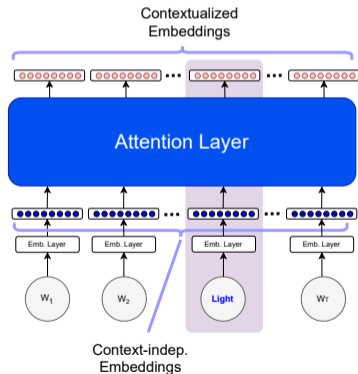 Contextualized
Embeddings
Attention Layer
Emb. Layer Emb. Layer Emb. Layer Emb. Layer
W1 W2 Light WT
Context-indep.
Embeddings